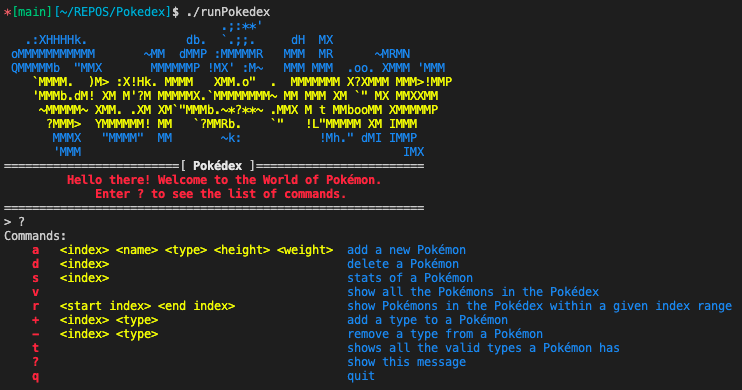 *[main][~/REPOS/Pokedex]$ ./runPokedex
=========================[ Pokédex ]========================
Hello there! Welcome to the World of Pokémon.
Enter ? to see the list of commands.
============================================================
> ?
Commands:
a <index> <name> <type> <height> <weight> add a new Pokémon
d <index> delete a Pokémon
s <index> stats of a Pokémon
v show all the Pokémons in the Pokédex
r <start index> <end index> show Pokémons in the Pokédex within a given index range
+ <index> <type> add a type to a Pokémon
- <index> <type> remove a type from a Pokémon
t shows all the valid types a Pokémon has
? show this message
q quit